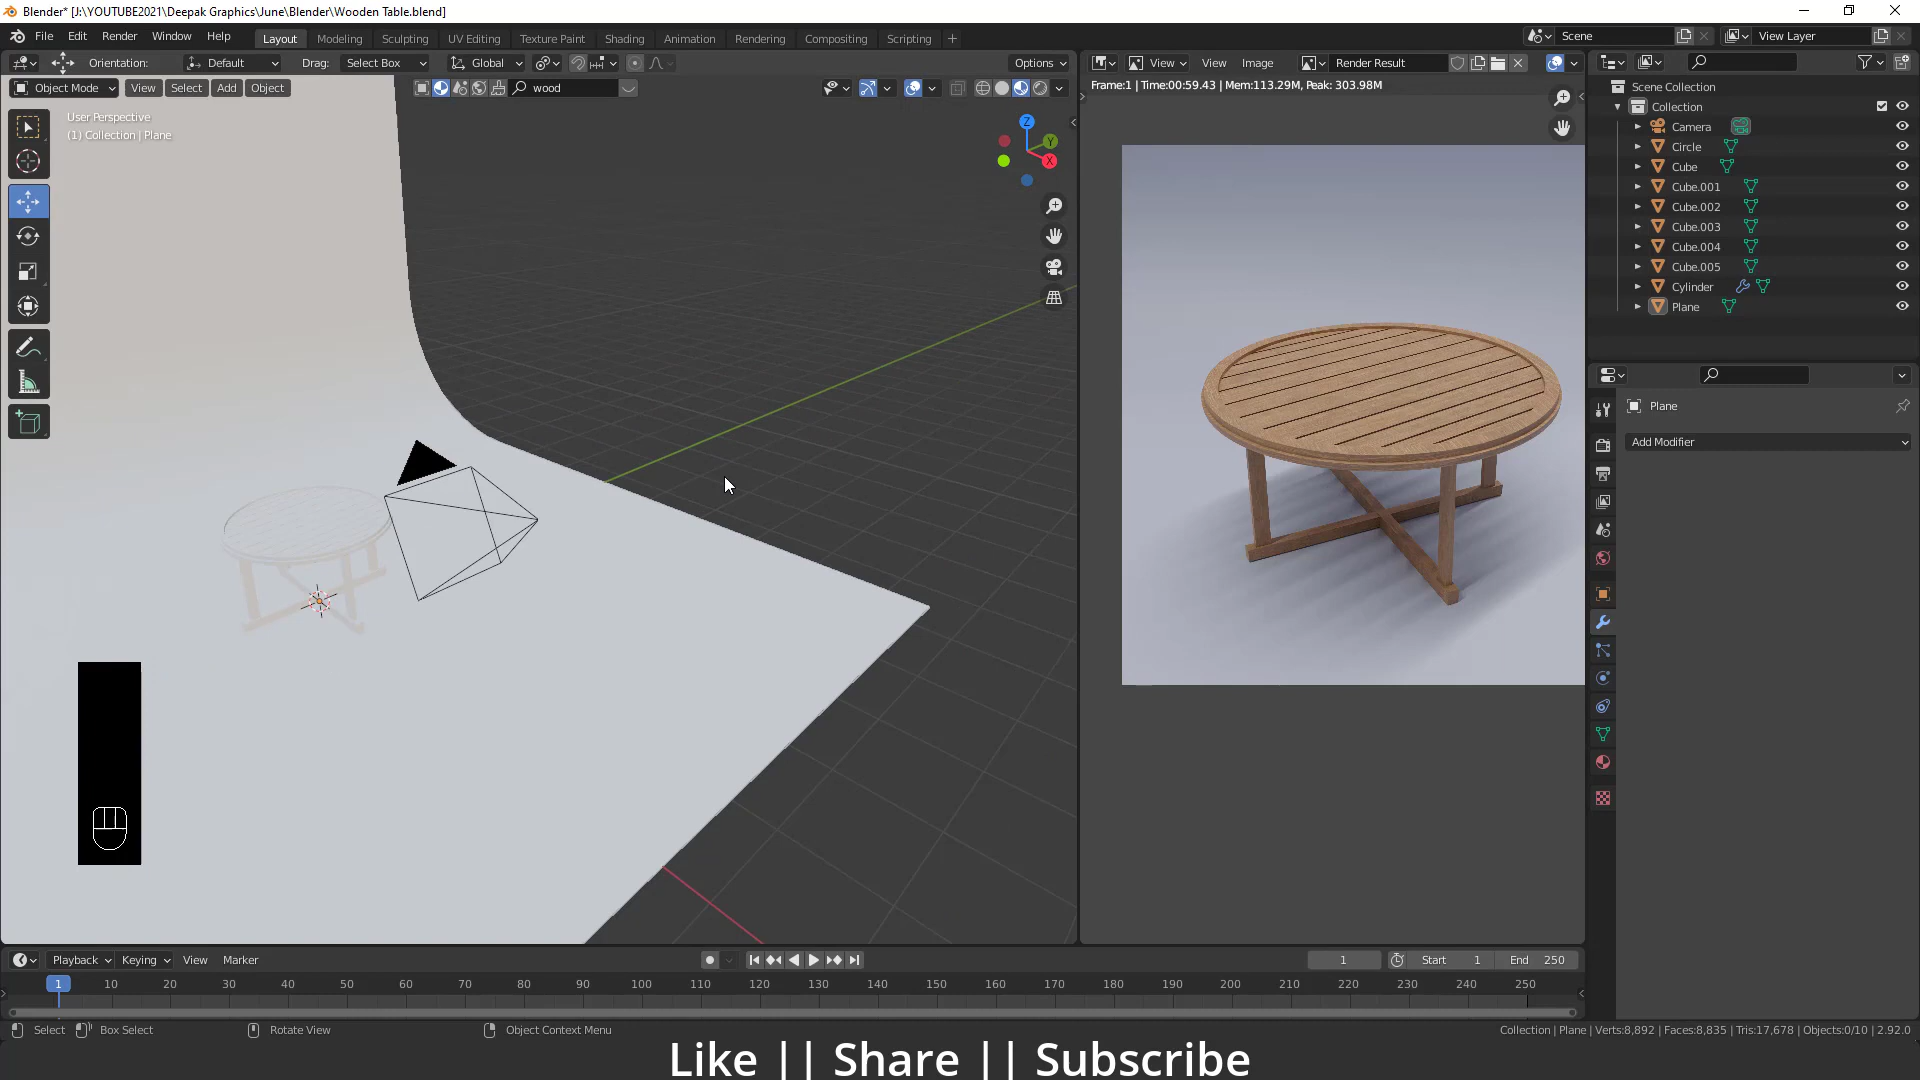 Blender* [J:\YOUTUBE2021\Deepak Graphics\June\Blender\Wooden Table.blend]
File Edit Render Window Help Layout Modeling Sculpting UV Editing Texture Paint Shading Animation Rendering Compositing Scripting Scene View Layer
Orientation: Default Drag: Select Box Global Options View View Image Render Result
Object Mode View Select Add Object wood
Frame:1 | Time:00:59.43 | Mem:113.29M, Peak: 303.98M
User Perspective
(1) Collection | Plane
Z
Y
X
Scene Collection
Collection
Camera
Circle
Cube
Cube.001
Cube.002
Cube.003
Cube.004
Cube.005
Cylinder
Plane
Plane
Add Modifier
Playback Keying View Marker 1 Start 1 End 250
1 10 20 30 40 50 60 70 80 90 100 110 120 130 140 150 160 170 180 190 200 210 220 230 240 250
Select Box Select Rotate View Object Context Menu Collection | Plane | Verts:8,892 | Faces:8,835 | Tris:17,678 | Objects:0/10 | 2.92.0
Like || Share || Subscribe